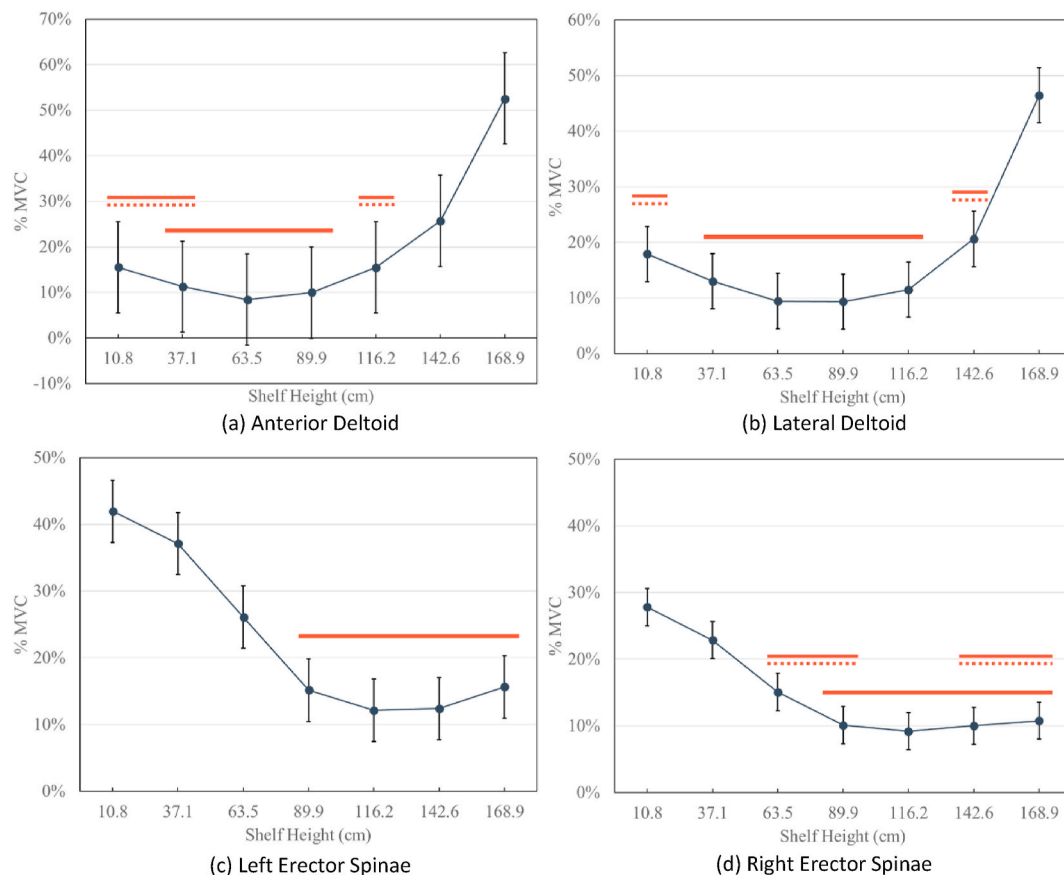 70%
60%
50%
40%
30%
20%
10%
0%
-10%
% MVC
10.8 37.1 63.5 89.9 116.2 142.6 168.9
Shelf Height (cm)
(a) Anterior Deltoid
60%
50%
40%
30%
20%
10%
0%
% MVC
10.8 37.1 63.5 89.9 116.2 142.6 168.9
Shelf Height (cm)
(b) Lateral Deltoid
50%
40%
30%
20%
10%
0%
% MVC
10.8 37.1 63.5 89.9 116.2 142.6 168.9
Shelf Height (cm)
(c) Left Erector Spinae
50%
40%
30%
20%
10%
0%
% MVC
10.8 37.1 63.5 89.9 116.2 142.6 168.9
Shelf Height (cm)
(d) Right Erector Spinae